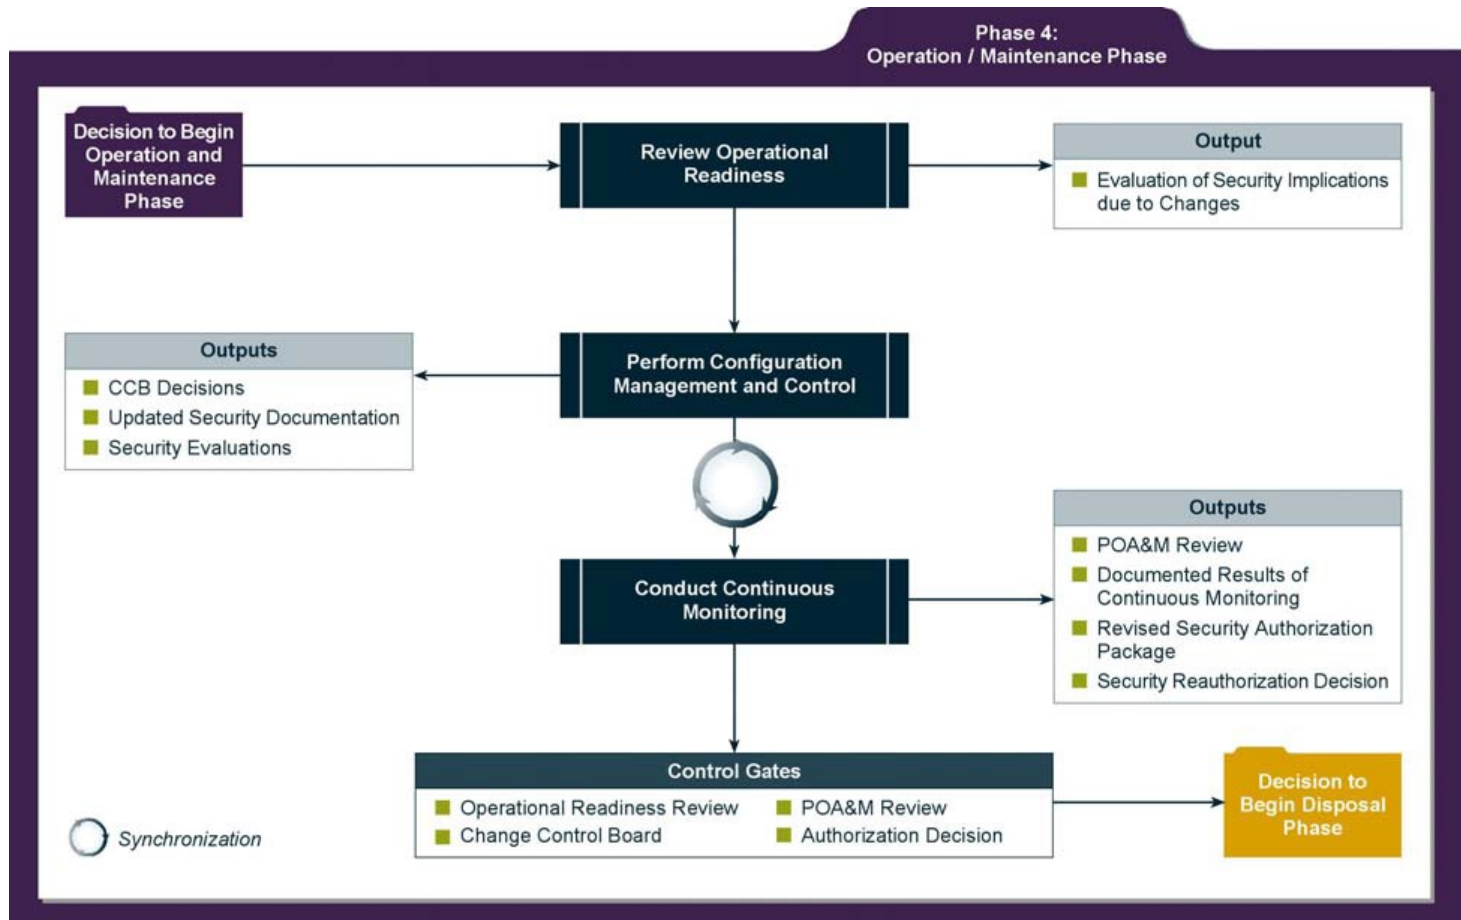 Phase 4:
Operation / Maintenance Phase
Decision to Begin
Operation and
Maintenance
Phase
Review Operational
Readiness
Output
Evaluation of Security Implications
due to Changes
Outputs
CCB Decisions
Updated Security Documentation
Security Evaluations
Perform Configuration
Management and Control
Conduct Continuous
Monitoring
Outputs
POA&M Review
Documented Results of
Continuous Monitoring
Revised Security Authorization
Package
Security Reauthorization Decision
Control Gates
Operational Readiness Review
Change Control Board
POA&M Review
Authorization Decision
Decision to
Begin Disposal
Phase
Synchronization